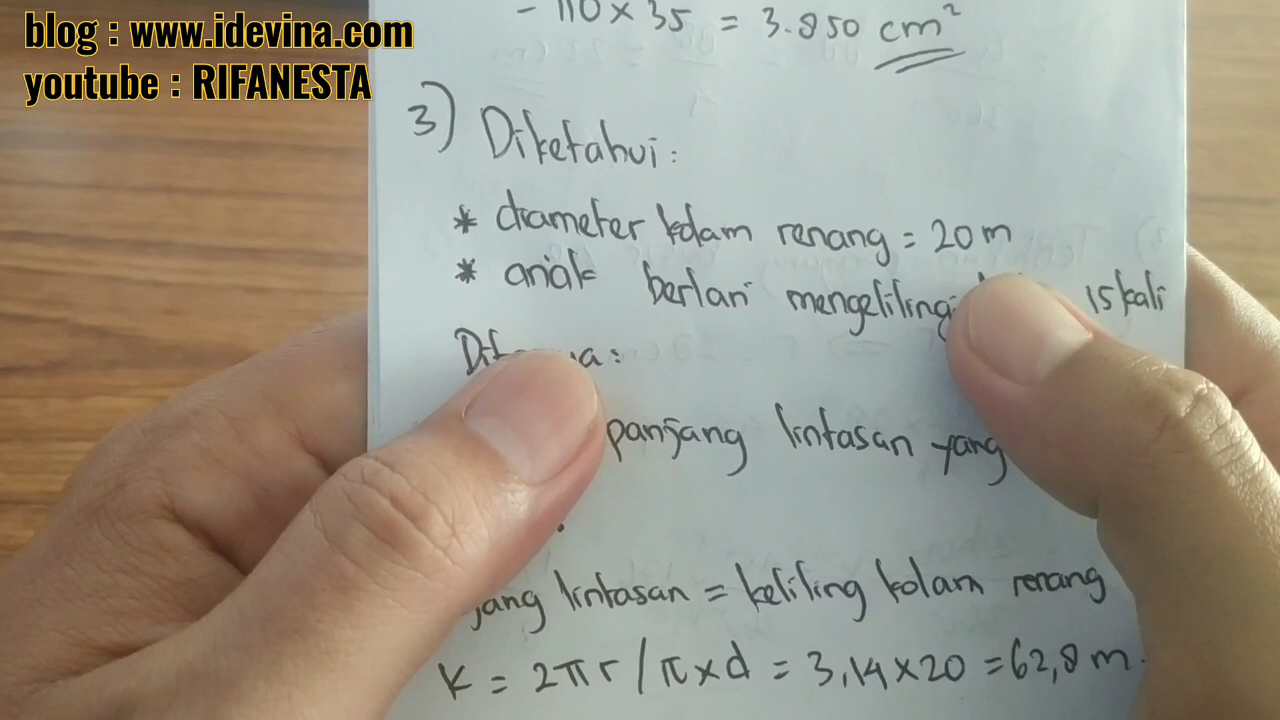 blog : www.idevina.com
youtube : RIFANESTA
= 110 × 35 = 3.850 cm²
3) Diketahui:
* diameter kolam renang = 20 m
* anak berlari mengelilingi 15 kali
panjang lintasan yang
lintasan = keliling kolam renang
K = 2πr / π × d = 3,14 × 20 = 62,8 m.